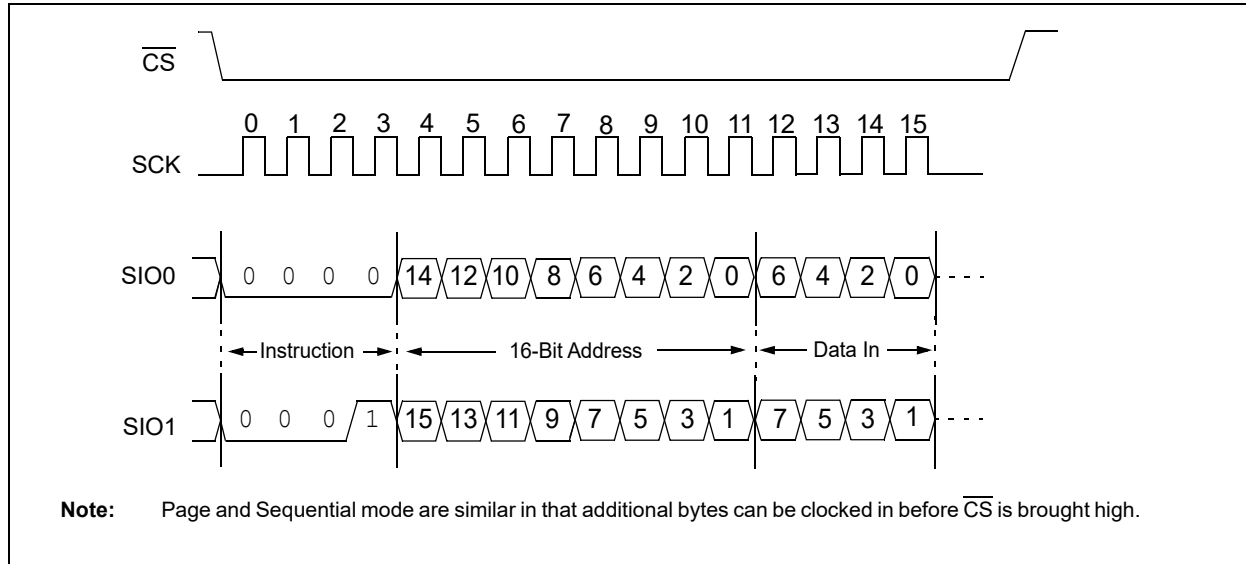 CS
0 1 2 3 4 5 6 7 8 9 10 11 12 13 14 15
SCK
SIO0 0 0 0 0 14 12 10 8 6 4 2 0 6 4 2 0
Instruction 16-Bit Address Data In
SIO1 0 0 0 1 15 13 11 9 7 5 3 1 7 5 3 1
Note: Page and Sequential mode are similar in that additional bytes can be clocked in before CS is brought high.